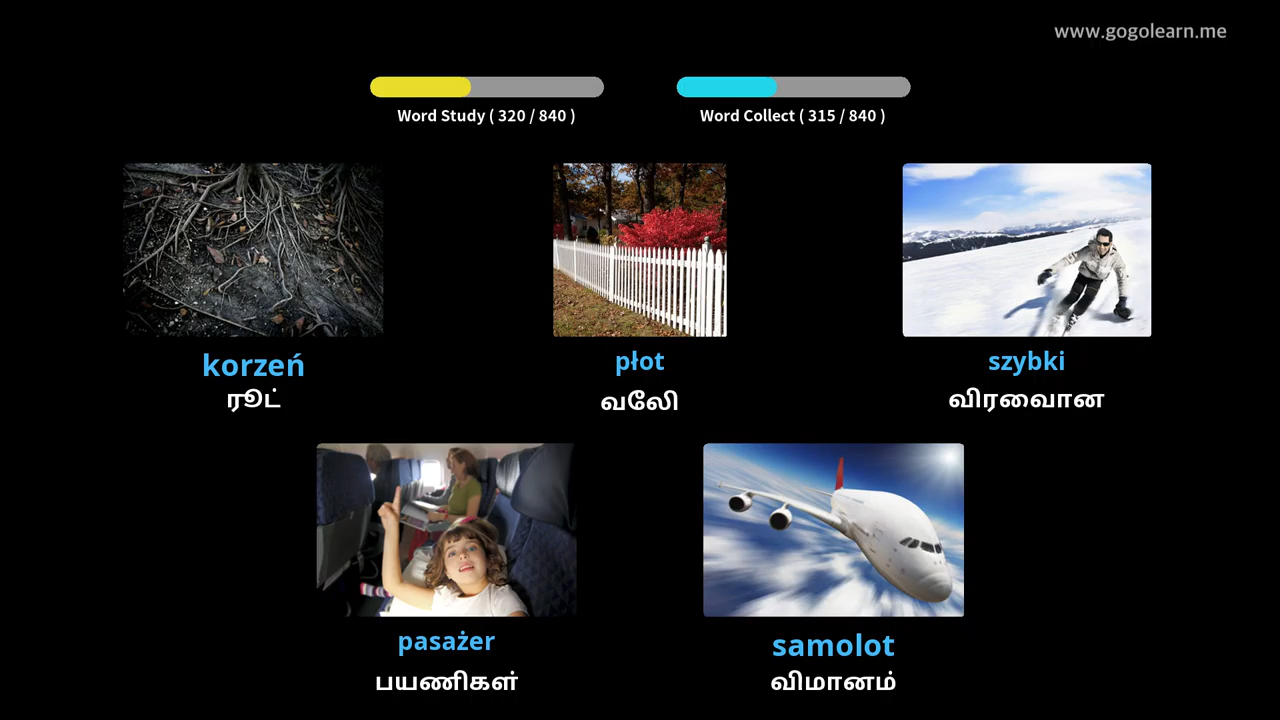 www.gogolearn.me
Word Study ( 320 / 840 )
Word Collect ( 315 / 840 )
korzeń
ரூட்
płot
வேலி
szybki
விரைவான
pasażer
பயணிகள்
samolot
விமானம்